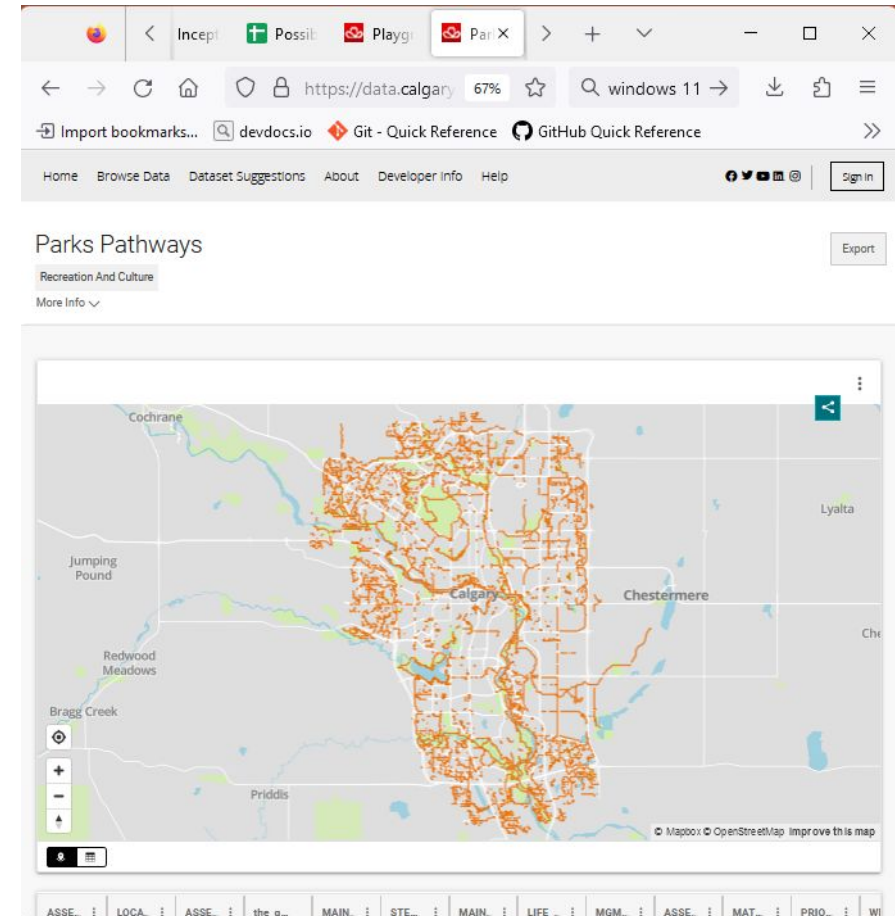 Incept Possib Playgr Par
https://data.calgary 67% windows 11
Import bookmarks... devdocs.io Git - Quick Reference GitHub Quick Reference
Home Browse Data Dataset Suggestions About Developer Info Help Sign In
Parks Pathways
Export
Recreation And Culture
More Info
Cochrane
Lyalta
Jumping
Pound
Calgary
Chestermere
Che
Redwood
Meadows
Bragg Creek
Priddis
© Mapbox © OpenStreetMap Improve this map
ASSE... LOCA... ASSE... the_g... MAIN... STE... MAIN... LIFE_... MGM... ASSE... MAT... PRIO... WI